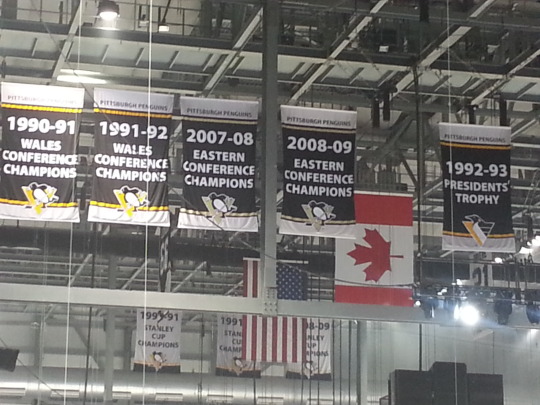 PITTSBURGH PENGUINS
1990-91
WALES
CONFERENCE
CHAMPIONS
PITTSBURGH PENGUINS
1991-92
WALES
CONFERENCE
CHAMPIONS
PITTSBURGH PENGUINS
2007-08
EASTERN
CONFERENCE
CHAMPIONS
PITTSBURGH PENGUINS
2008-09
EASTERN
CONFERENCE
CHAMPIONS
PITTSBURGH PENGUINS
1992-93
PRESIDENTS'
TROPHY
21
STANLEY
CUP
CHAMPIONS